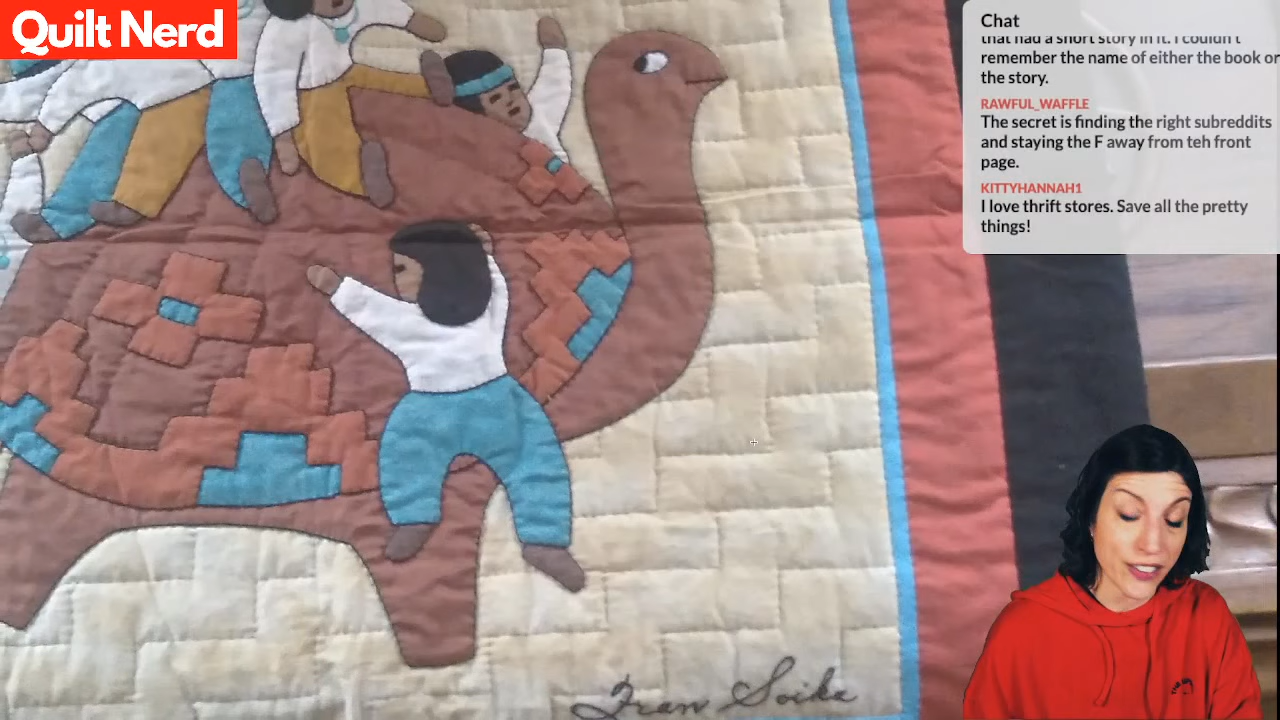 Quilt Nerd
Chat
that had a short story in it. I couldn't
remember the name of either the book or
the story.
RAWFUL_WAFFLE
The secret is finding the right subreddits
and staying the F away from teh front
page.
KITTYHANNAH1
I love thrift stores. Save all the pretty
things!
Fran Soika